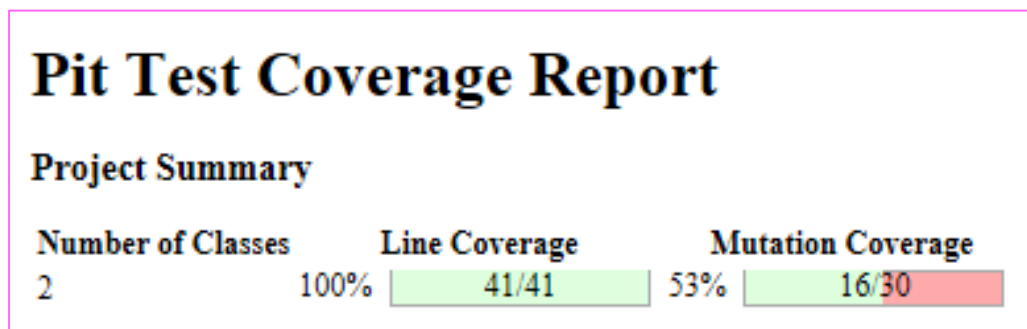 Pit Test Coverage Report
Project Summary
Number of Classes Line Coverage Mutation Coverage
2 100% 41/41 53% 16/30